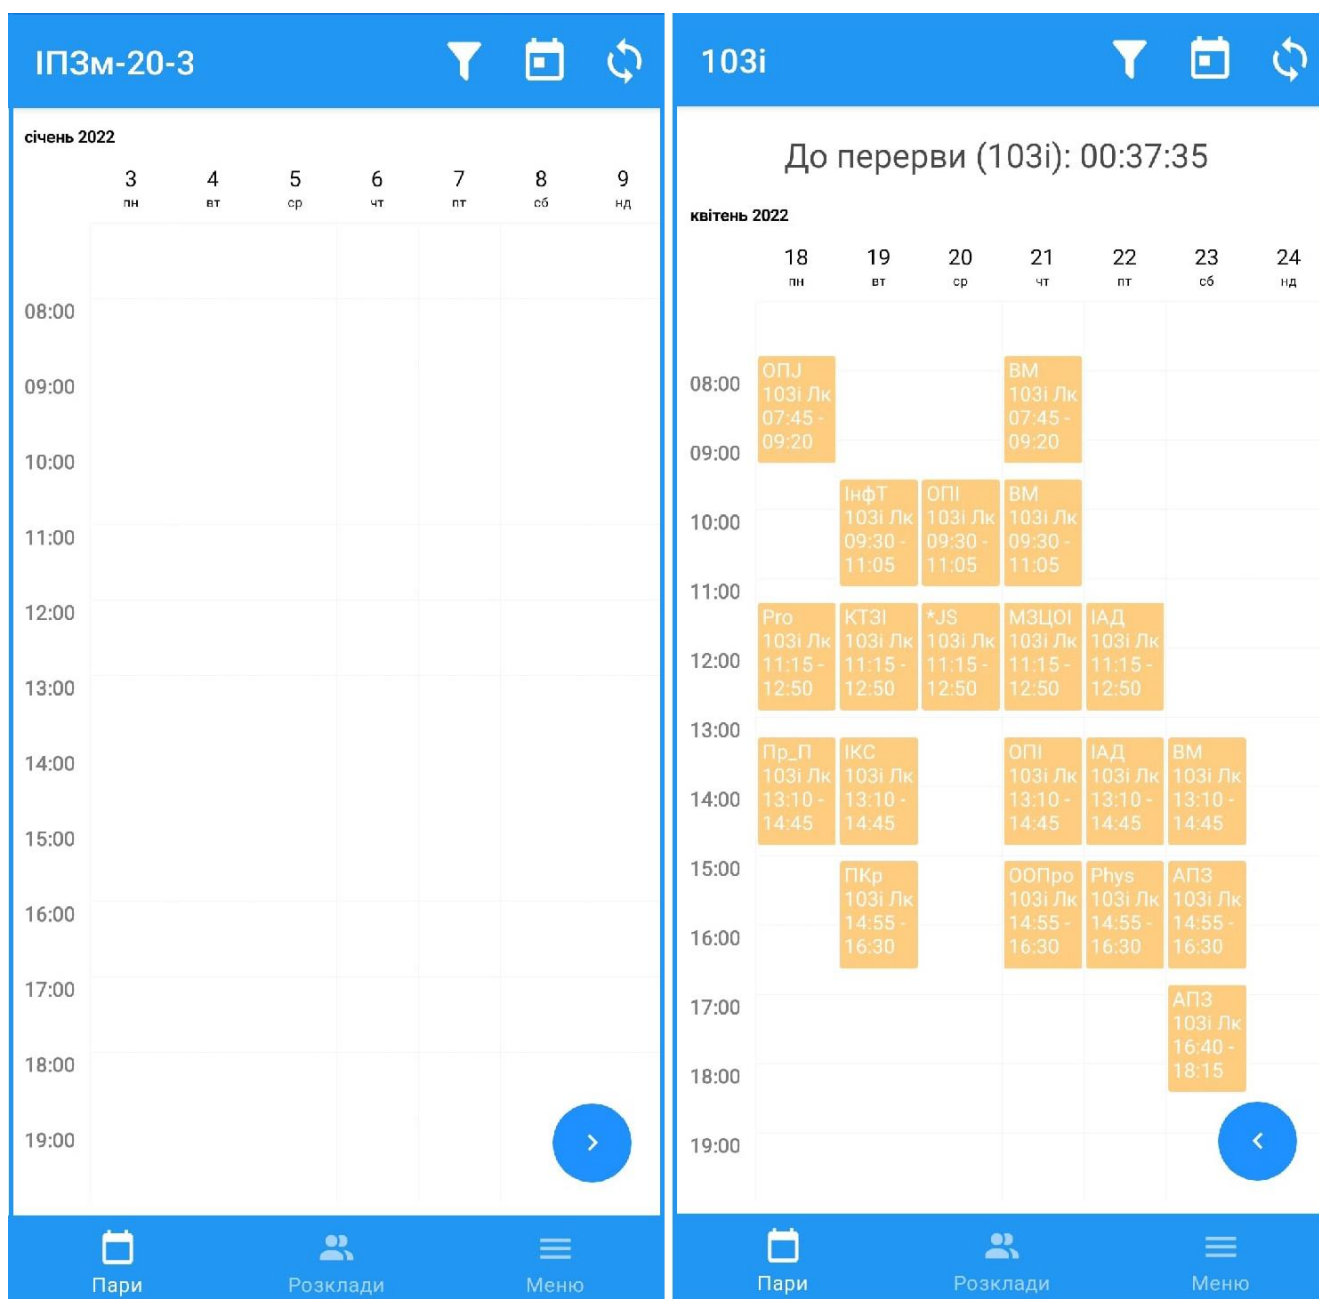 ІПЗм-20-3
січень 2022
3 4 5 6 7 8 9
пн вт ср чт пт сб нд
08:00
09:00
10:00
11:00
12:00
13:00
14:00
15:00
16:00
17:00
18:00
19:00
Пари Розклади Меню
103і
До перерви (103і): 00:37:35
квітень 2022
18 19 20 21 22 23 24
пн вт ср чт пт сб нд
08:00
09:00
10:00
11:00
12:00
13:00
14:00
15:00
16:00
17:00
18:00
19:00
ОПJ
103і Лк
07:45 -
09:20
ВМ
103і Лк
07:45 -
09:20
ІнфТ
103і Лк
09:30 -
11:05
ОПІ
103і Лк
09:30 -
11:05
ВМ
103і Лк
09:30 -
11:05
Pro
103і Лк
11:15 -
12:50
КТЗІ
103і Лк
11:15 -
12:50
*JS
103і Лк
11:15 -
12:50
МЗЦОІ
103і Лк
11:15 -
12:50
ІАД
103і Лк
11:15 -
12:50
Пр_П
103і Лк
13:10 -
14:45
ІКС
103і Лк
13:10 -
14:45
ОПІ
103і Лк
13:10 -
14:45
ІАД
103і Лк
13:10 -
14:45
ВМ
103і Лк
13:10 -
14:45
ПКр
103і Лк
14:55 -
16:30
ООПро
103і Лк
14:55 -
16:30
Phys
103і Лк
14:55 -
16:30
АПЗ
103і Лк
14:55 -
16:30
АПЗ
103і Лк
16:40 -
18:15
Пари Розклади Меню